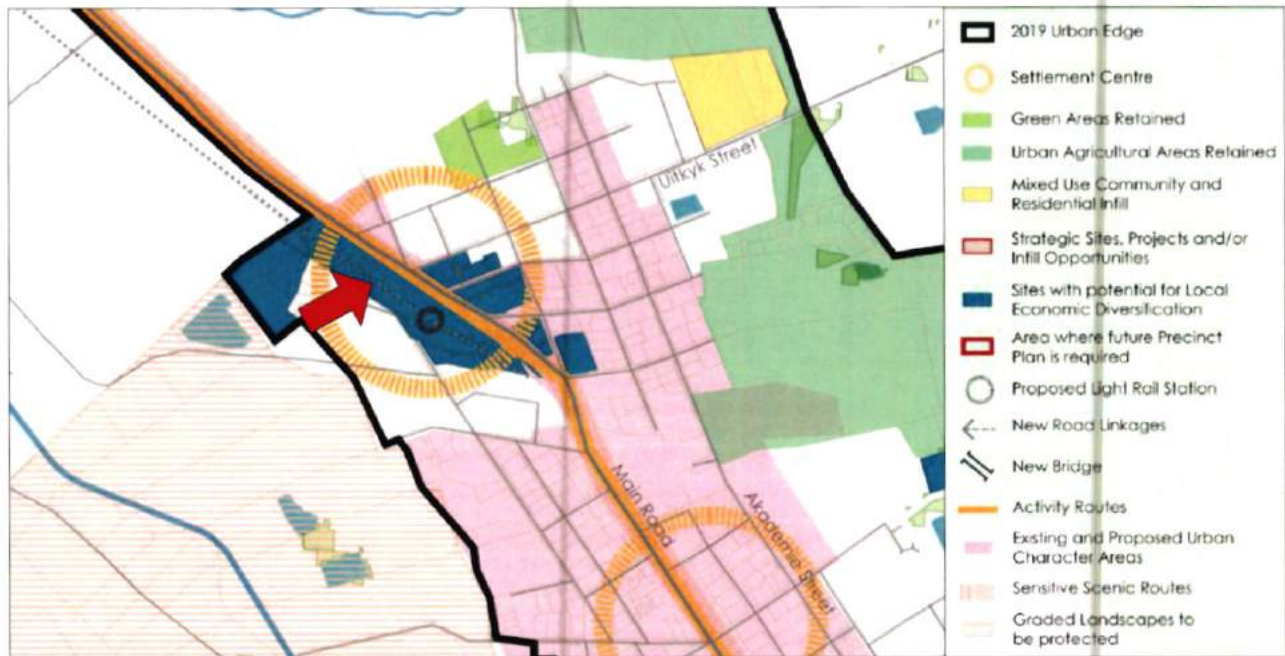 2019 Urban Edge
Settlement Centre
Green Areas Retained
Urban Agricultural Areas Retained
Mixed Use Community and
Residential Infill
Strategic Sites, Projects and/or
Infill Opportunities
Sites with potential for Local
Economic Diversification
Area where future Precinct
Plan is required
Proposed Light Rail Station
New Road Linkages
New Bridge
Activity Routes
Existing and Proposed Urban
Character Areas
Sensitive Scenic Routes
Graded Landscapes to
be protected
Uitkyk Street
Main Road
Akademie Street